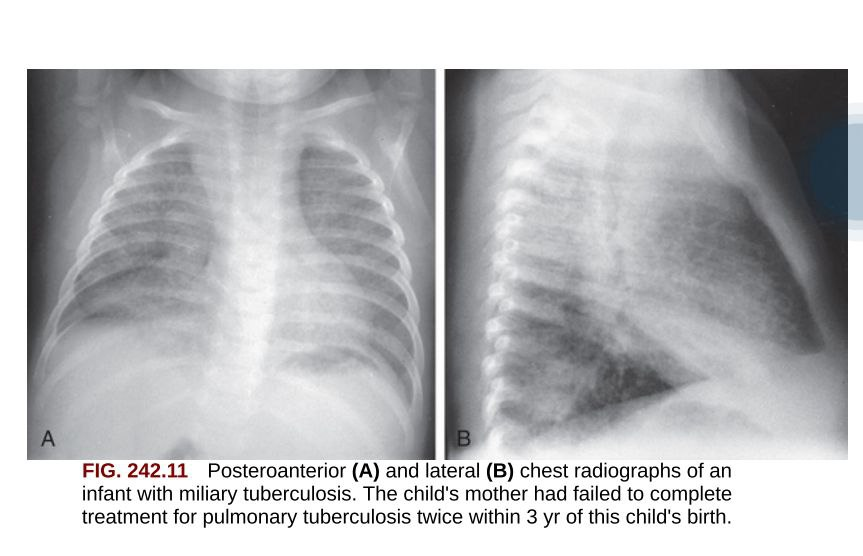 A
B
FIG. 242.11 Posteroanterior (A) and lateral (B) chest radiographs of an
infant with miliary tuberculosis. The child's mother had failed to complete
treatment for pulmonary tuberculosis twice within 3 yr of this child's birth.